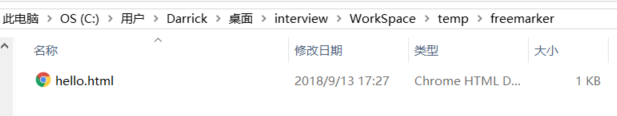 此电脑 > OS (C:) > 用户 > Darrick > 桌面 > interview > WorkSpace > temp > freemarker
名称 修改日期 类型 大小
hello.html 2018/9/13 17:27 Chrome HTML D... 1 KB